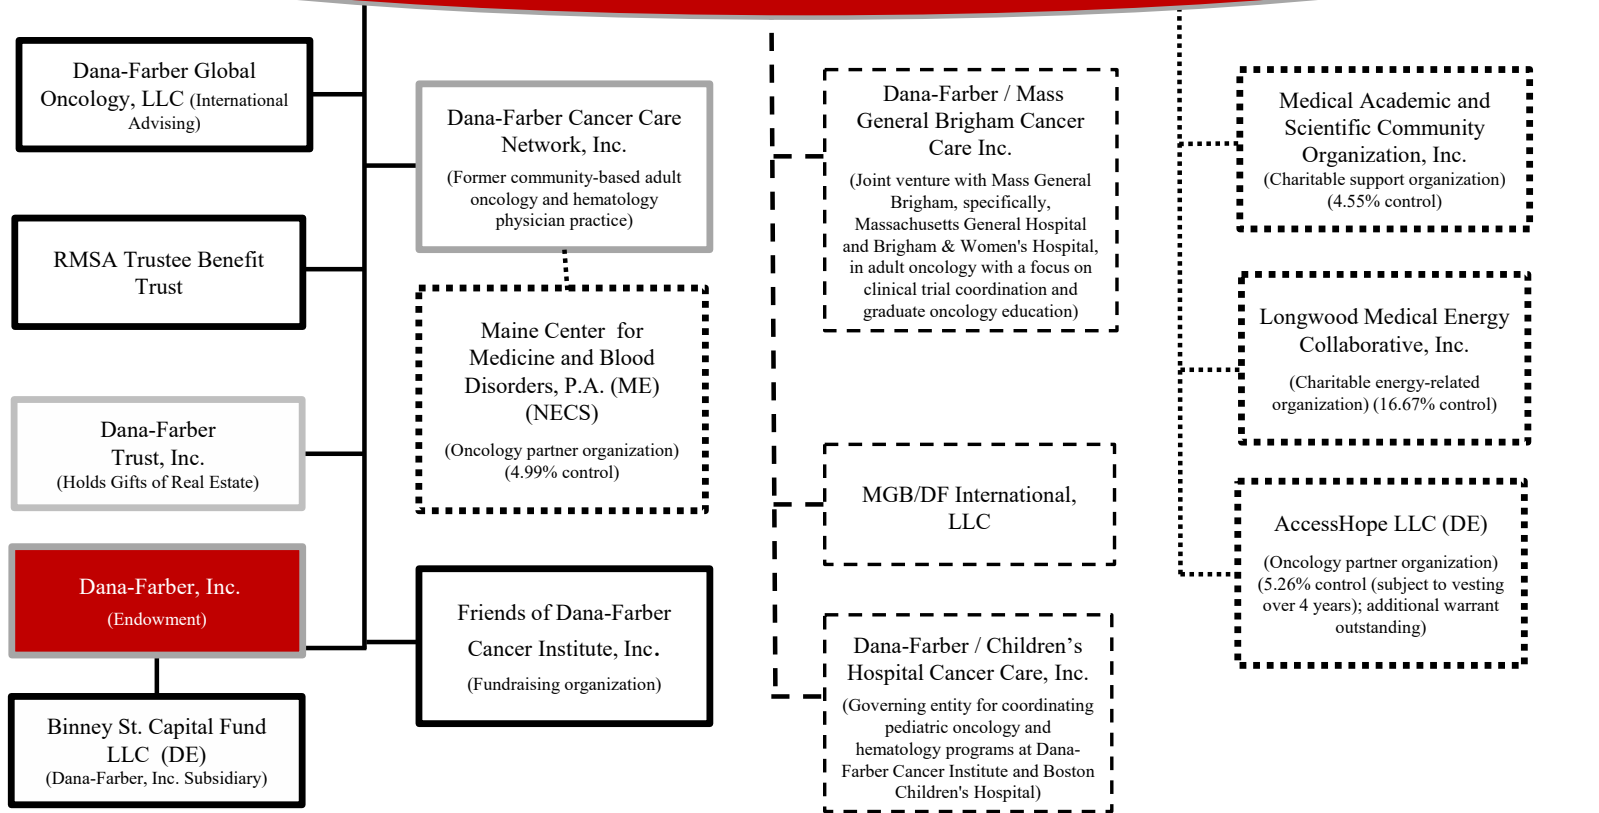 Dana-Farber Global
Oncology, LLC (International
Advising)
RMSA Trustee Benefit
Trust
Dana-Farber
Trust, Inc.
(Holds Gifts of Real Estate)
Dana-Farber, Inc.
(Endowment)
Binney St. Capital Fund
LLC (DE)
(Dana-Farber, Inc. Subsidiary)
Dana-Farber Cancer Care
Network, Inc.
(Former community-based adult
oncology and hematology
physician practice)
Maine Center for
Medicine and Blood
Disorders, P.A. (ME)
(NECS)
(Oncology partner organization)
(4.99% control)
Friends of Dana-Farber
Cancer Institute, Inc.
(Fundraising organization)
Dana-Farber / Mass
General Brigham Cancer
Care Inc.
(Joint venture with Mass General
Brigham, specifically,
Massachusetts General Hospital
and Brigham & Women's Hospital,
in adult oncology with a focus on
clinical trial coordination and
graduate oncology education)
MGB/DF International,
LLC
Dana-Farber / Children’s
Hospital Cancer Care, Inc.
(Governing entity for coordinating
pediatric oncology and
hematology programs at Dana-
Farber Cancer Institute and Boston
Children's Hospital)
Medical Academic and
Scientific Community
Organization, Inc.
(Charitable support organization)
(4.55% control)
Longwood Medical Energy
Collaborative, Inc.
(Charitable energy-related
organization) (16.67% control)
AccessHope LLC (DE)
(Oncology partner organization)
(5.26% control (subject to vesting
over 4 years); additional warrant
outstanding)